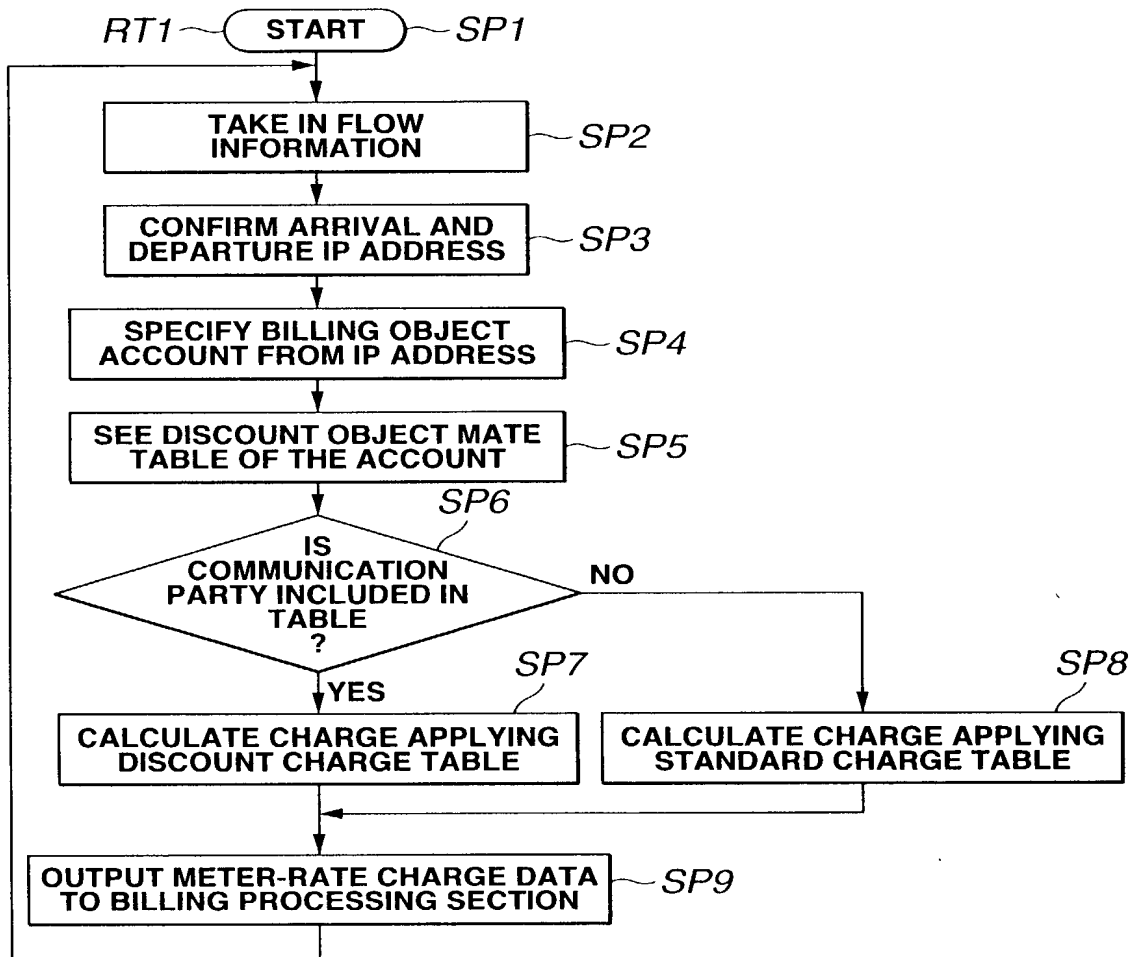 RT1 START SP1
TAKE IN FLOW
INFORMATION
SP2
CONFIRM ARRIVAL AND
DEPARTURE IP ADDRESS
SP3
SPECIFY BILLING OBJECT
ACCOUNT FROM IP ADDRESS
SP4
SEE DISCOUNT OBJECT MATE
TABLE OF THE ACCOUNT
SP5
SP6
IS
COMMUNICATION
PARTY INCLUDED IN
TABLE
?
NO
YES
SP7
CALCULATE CHARGE APPLYING
DISCOUNT CHARGE TABLE
SP8
CALCULATE CHARGE APPLYING
STANDARD CHARGE TABLE
OUTPUT METER-RATE CHARGE DATA
TO BILLING PROCESSING SECTION
SP9